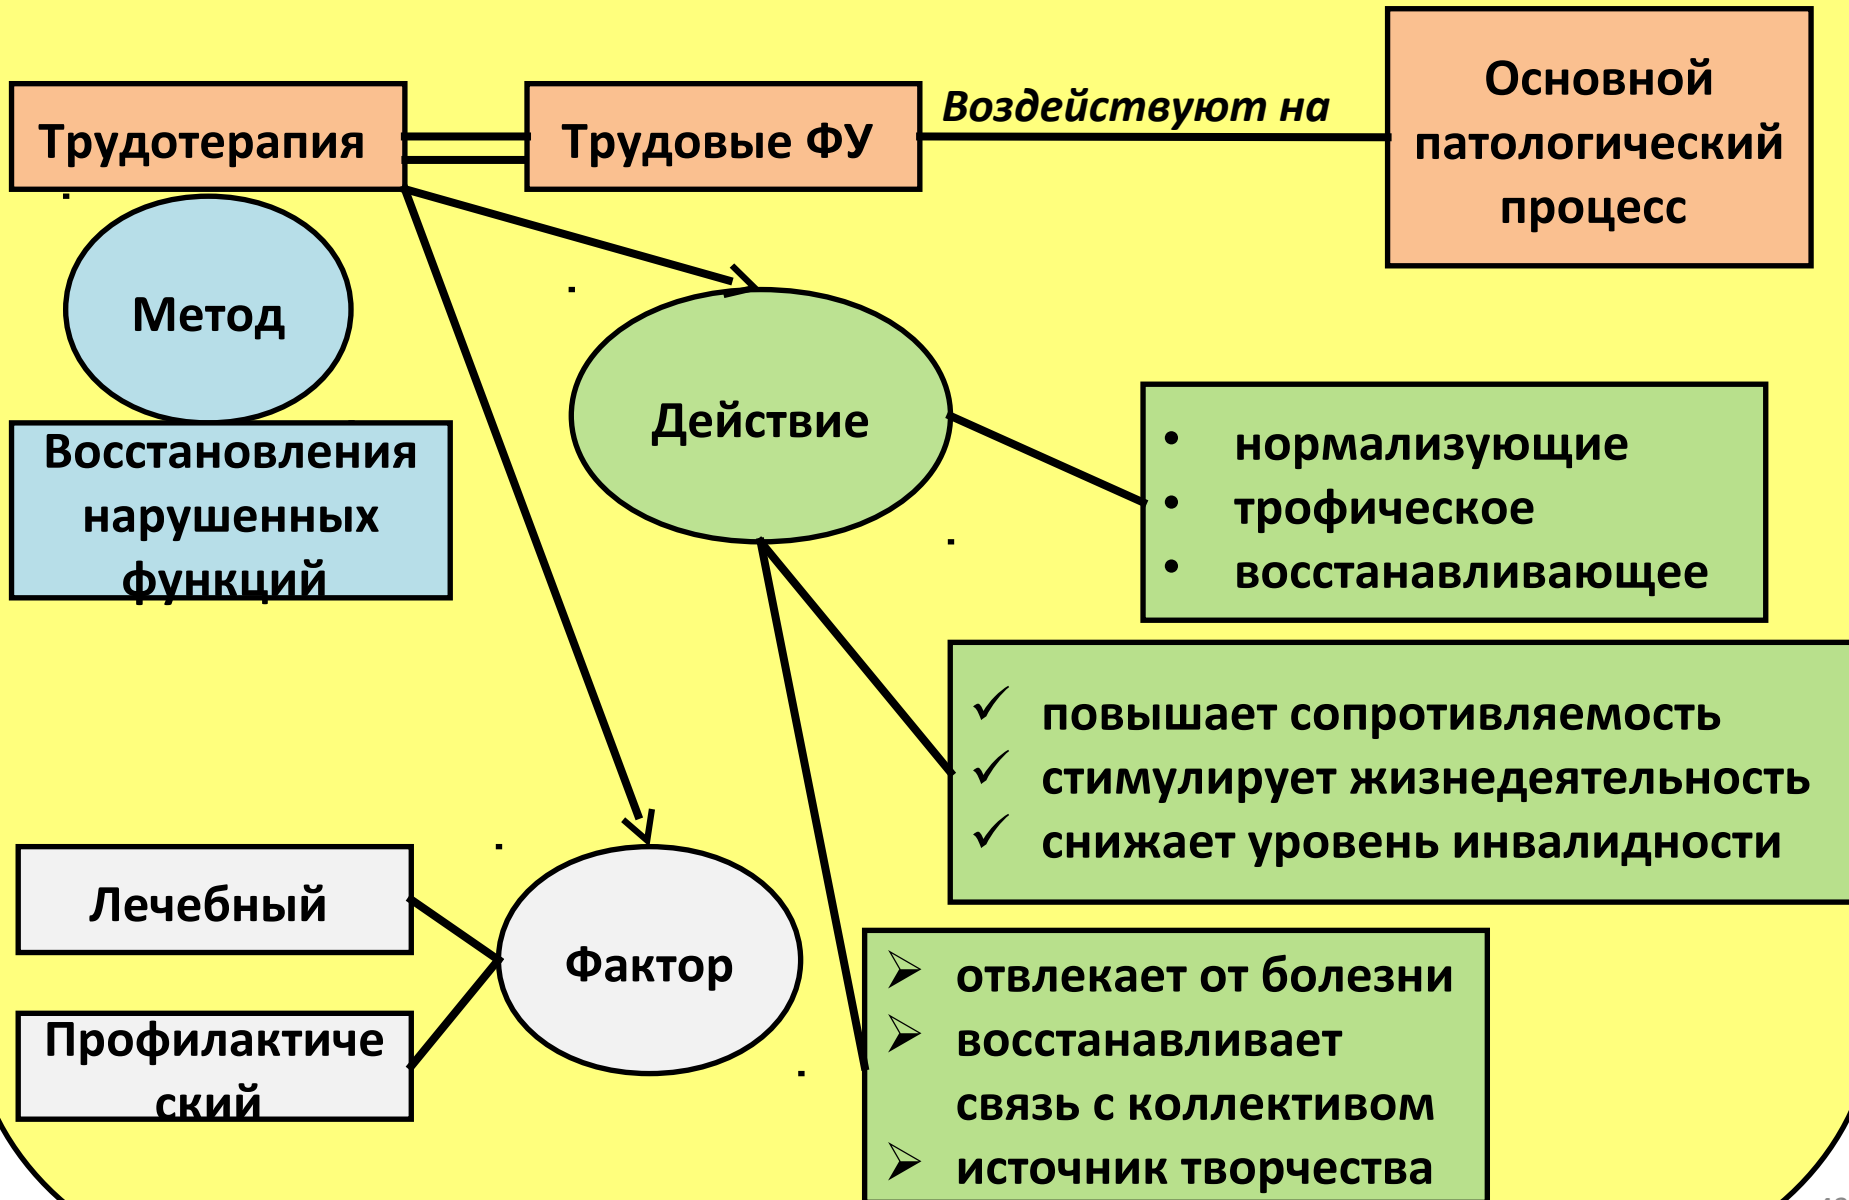 Трудотерапия
Трудовые ФУ
Воздействуют на
Основной
патологический
процесс
Метод
Восстановления
нарушенных
функций
Действие
• нормализующие
• трофическое
• восстанавливающее
✓ повышает сопротивляемость
✓ стимулирует жизнедеятельность
✓ снижает уровень инвалидности
Лечебный
Профилактиче
ский
Фактор
➢ отвлекает от болезни
➢ восстанавливает
связь с коллективом
➢ источник творчества